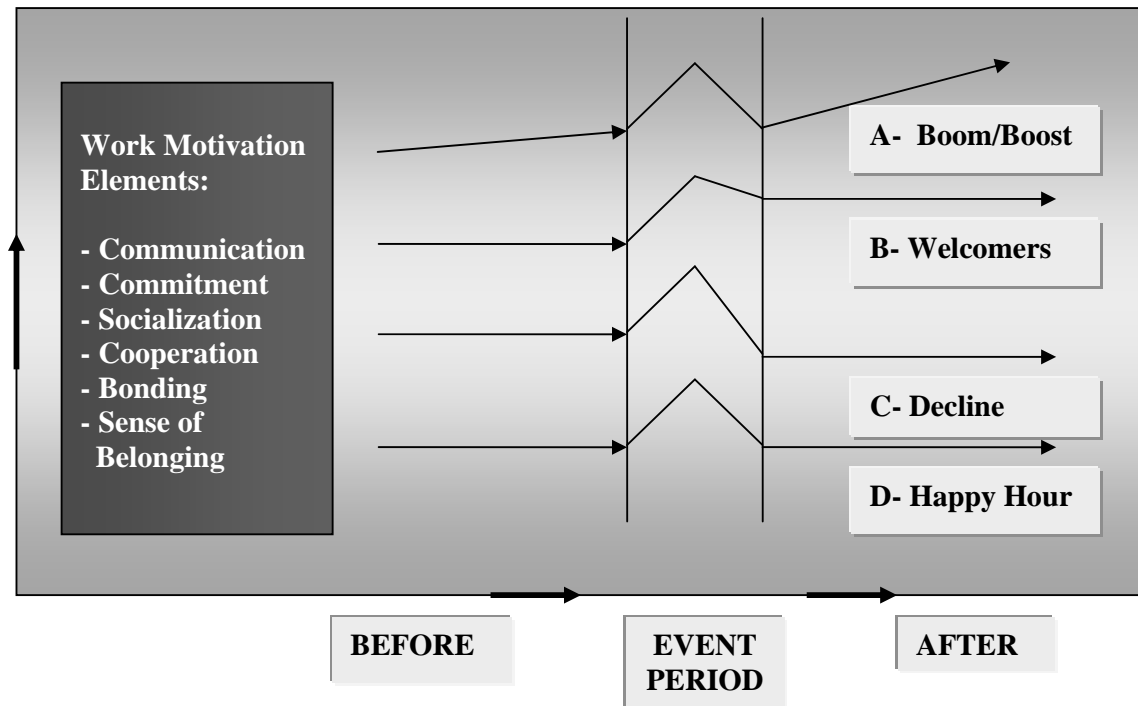 Work Motivation
Elements:
- Communication
- Commitment
- Socialization
- Cooperation
- Bonding
- Sense of
Belonging
A- Boom/Boost
B- Welcomers
C- Decline
D- Happy Hour
BEFORE
EVENT
PERIOD
AFTER